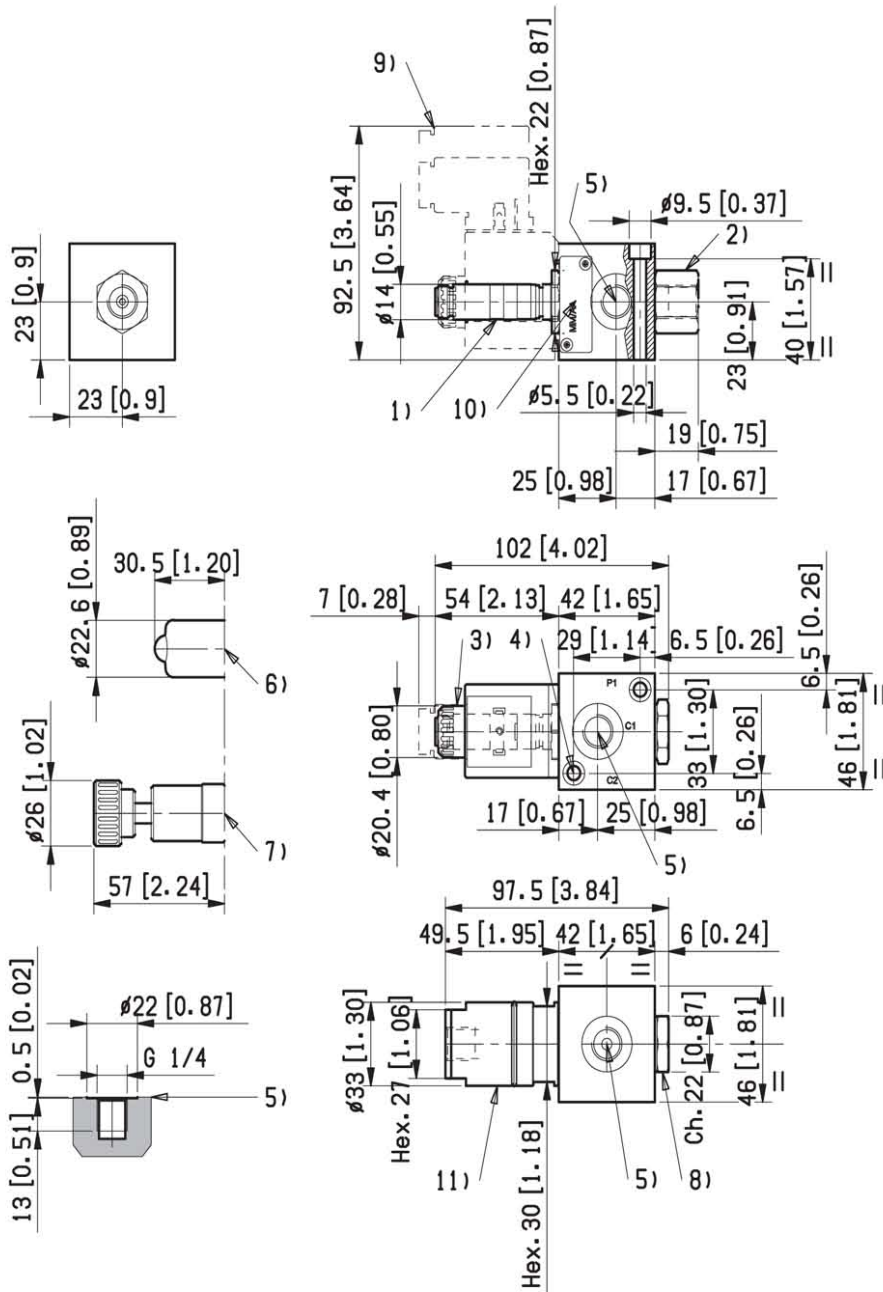 9)
Hex. 22 [0.87]
5)
ø9.5 [0.37]
2)
92.5 [3.64]
ø14 [0.55]
23 [0.9]
23 [0.9]
40 [1.57]
23 [0.91]
1)
10)
ø5.5 [0.22]
19 [0.75]
25 [0.98]
17 [0.67]
102 [4.02]
7 [0.28]
54 [2.13]
42 [1.65]
3)
4)
29 [1.14]
6.5 [0.26]
6.5 [0.26]
ø22.6 [0.89]
30.5 [1.20]
6)
P1
C1
33 [1.30]
46 [1.81]
6.5 [0.26]
ø20.4 [0.80]
17 [0.67]
25 [0.98]
5)
ø26 [1.02]
7)
57 [2.24]
97.5 [3.84]
49.5 [1.95]
42 [1.65]
6 [0.24]
ø33 [1.30]
Hex. 27 [1.06]
Ch. 22 [0.87]
46 [1.81]
11)
Hex. 30 [1.18]
5)
8)
0.5 [0.02]
ø22 [0.87]
G 1/4
5)
13 [0.51]